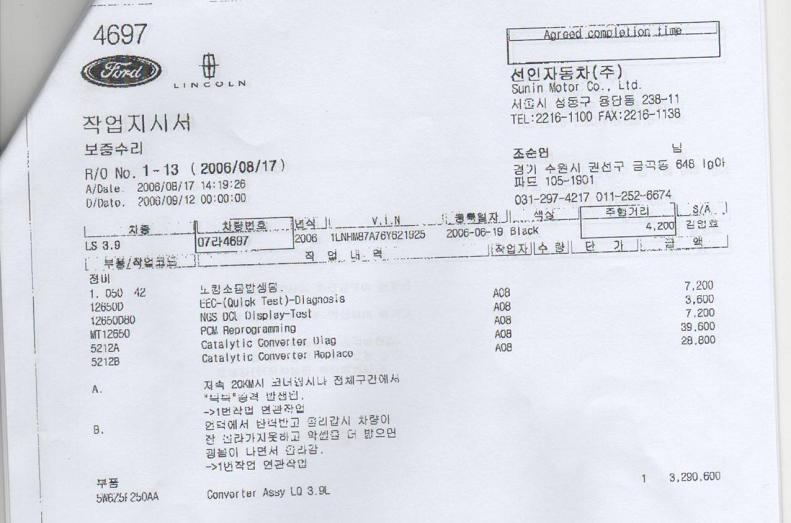 4697
Agreed completion time
Ford
LINCOLN
선인자동차(주)
Sunin Motor Co., Ltd.
서울시 성동구 용답동 238-11
TEL:2216-1100 FAX:2216-1138
작업지시서
보증수리
조순연 님
R/O No. 1-13 (2006/08/17)
경기 수원시 권선구 금곡동 648 lg아
파트 105-1901
A/Date. 2006/08/17 14:19:26
D/Date. 2006/09/12 00:00:00
031-297-4217 011-252-6674
차종 차량번호 년식 V.I.N 등록일자 색상 주행거리 S/A
LS 3.9 07라4697 2006 1LNHM87A76Y621925 2006-06-19 Black 4,200
부품/작업코드 작 업 내 역 작업자 수 량 단 가 금 액
정비
1. 050 42 노킹소음발생됨. 7,200
12650D EEC-(Quick Test)-Diagnosis A08 3,600
12650D80 NGS DCL Display-Test A08 7,200
MT12650 PCM Reprogramming A08 39,600
5212A Catalytic Converter Diag A08 28,800
5212B Catalytic Converter Replace A08
A. 저속 20KM시 코너링시나 전체구간에서
충격 발생됨.
->1번작업 연관작업
B. 언덕에서 탄력받고 올라갈시 차량이
잘 올라가지못하고 악셀을 더 밟으면
굉음이 나면서 올라감.
->1번작업 연관작업
부품
5W6Z5F250AA Converter Assy LQ 3.9L 1 3,290,600